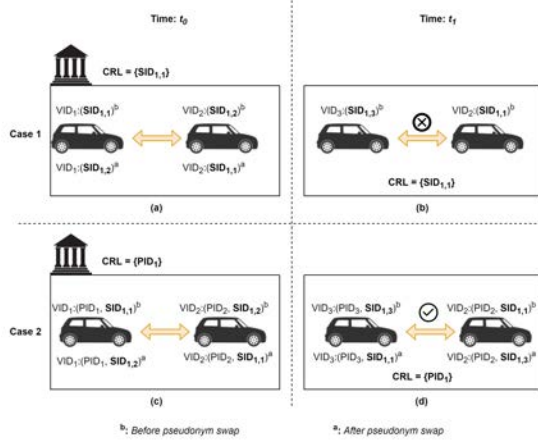 Time: t0
Time: t1
CRL = {SID1,1}
VID1:(SID1,1)b
VID2:(SID1,2)b
VID1:(SID1,2)a
VID2:(SID1,1)a
Case 1
(a)
VID3:(SID1,3)b
VID2:(SID1,1)b
CRL = {SID1,1}
(b)
CRL = {PID1}
VID1:(PID1, SID1,1)b
VID2:(PID2, SID1,2)b
VID1:(PID1, SID1,2)a
VID2:(PID2, SID1,1)a
Case 2
(c)
VID3:(PID3, SID1,3)b
VID2:(PID2, SID1,1)b
VID3:(PID3, SID1,1)a
VID2:(PID2, SID1,3)a
CRL = {PID1}
(d)
b: Before pseudonym swap
a: After pseudonym swap